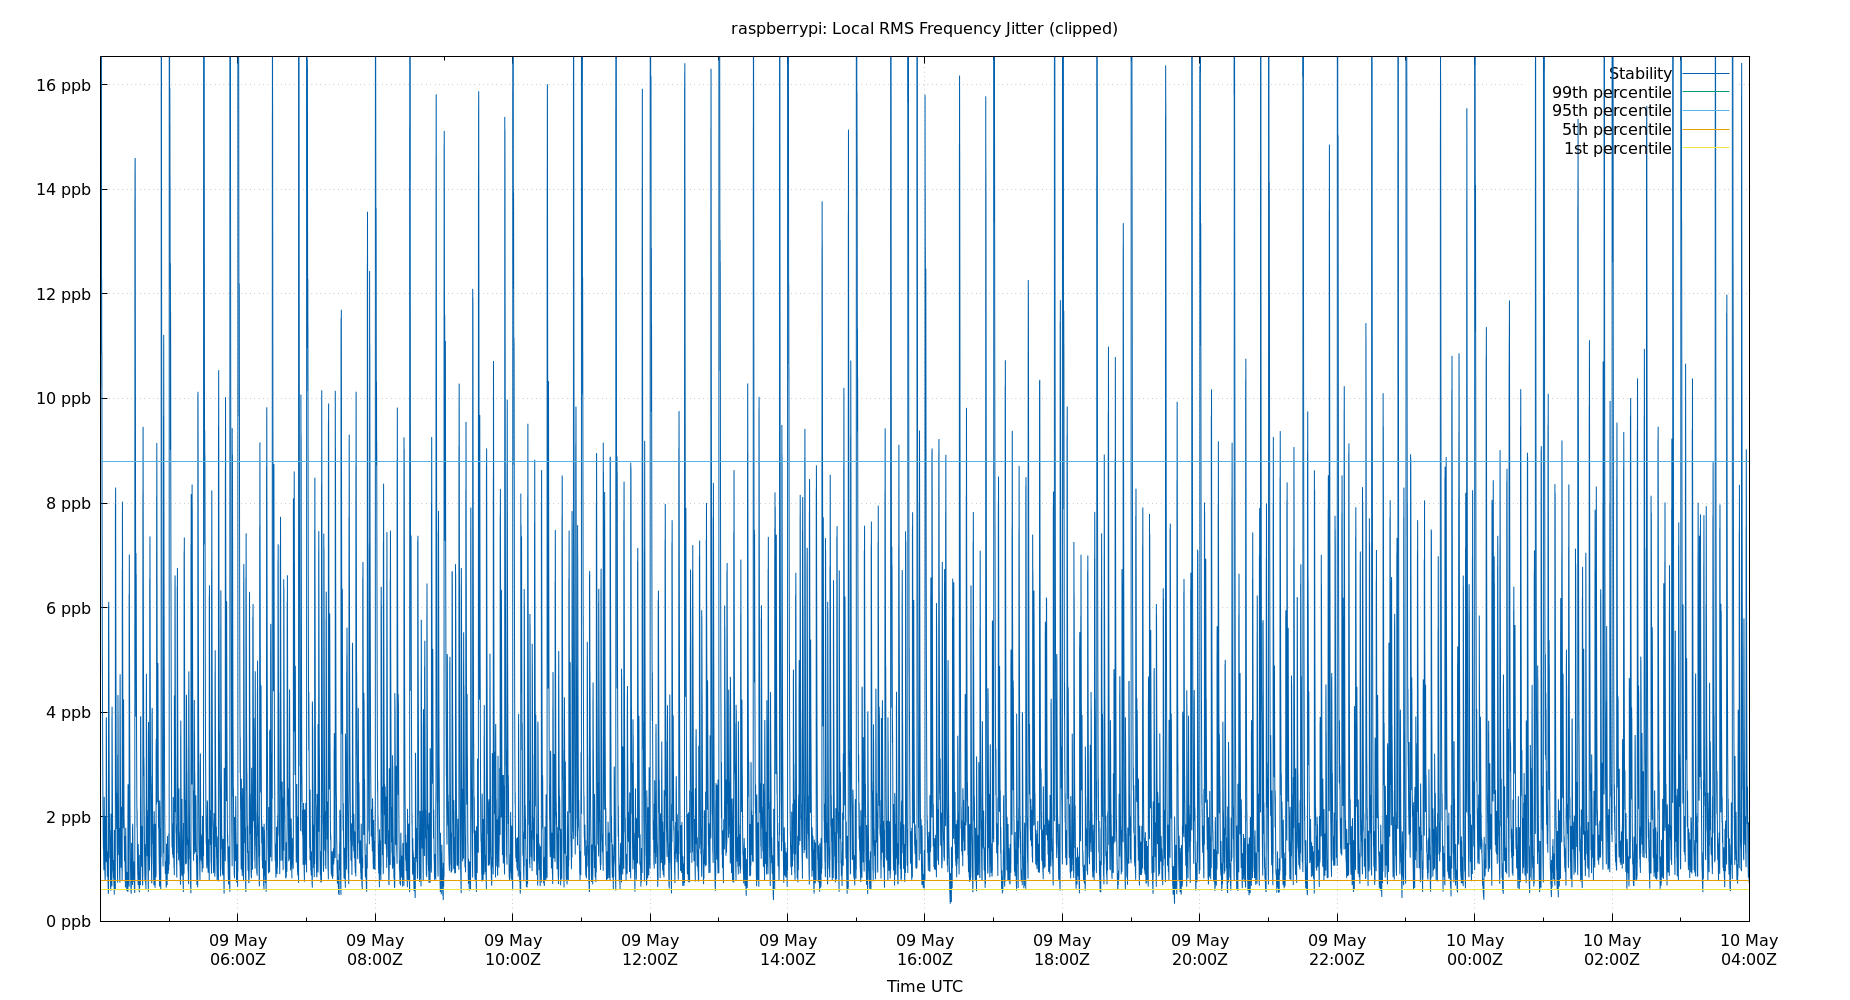 raspberrypi: Local RMS Frequency Jitter (clipped)
16 ppb
14 ppb
12 ppb
10 ppb
8 ppb
6 ppb
4 ppb
2 ppb
0 ppb
Stability
99th percentile
95th percentile
5th percentile
1st percentile
09 May
06:00Z
09 May
08:00Z
09 May
10:00Z
09 May
12:00Z
09 May
14:00Z
09 May
16:00Z
09 May
18:00Z
09 May
20:00Z
09 May
22:00Z
10 May
00:00Z
10 May
02:00Z
10 May
04:00Z
Time UTC